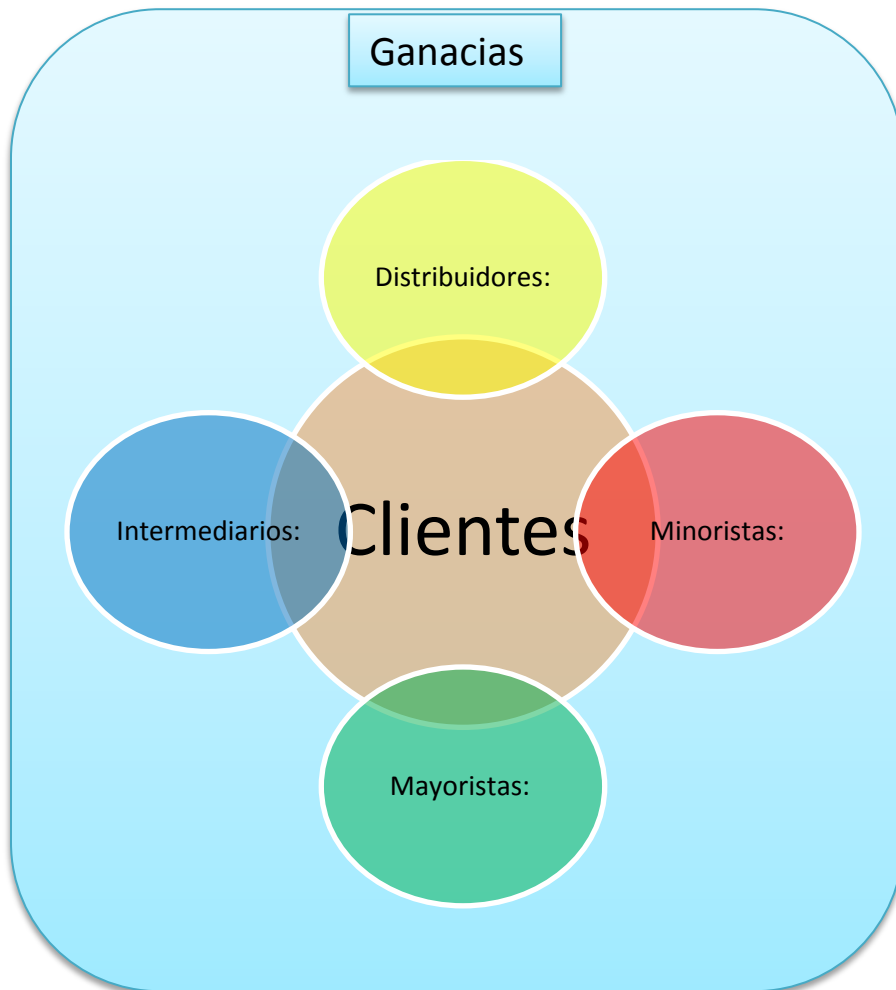 Ganacias
Distribuidores:
Intermediarios:
Clientes
Minoristas:
Mayoristas: